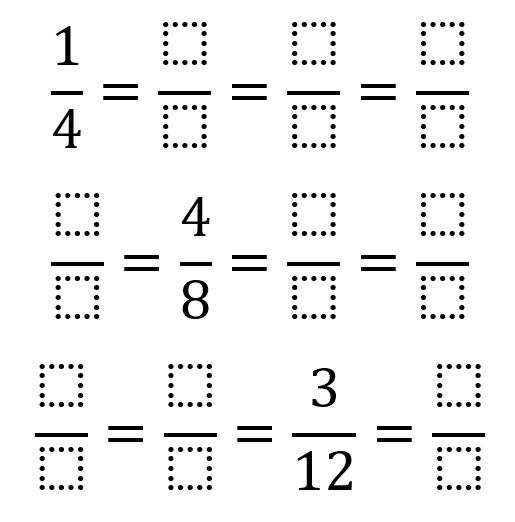 1/4 = ⬚/⬚ = ⬚/⬚ = ⬚/⬚
⬚/⬚ = 4/8 = ⬚/⬚ = ⬚/⬚
⬚/⬚ = ⬚/⬚ = 3/12 = ⬚/⬚